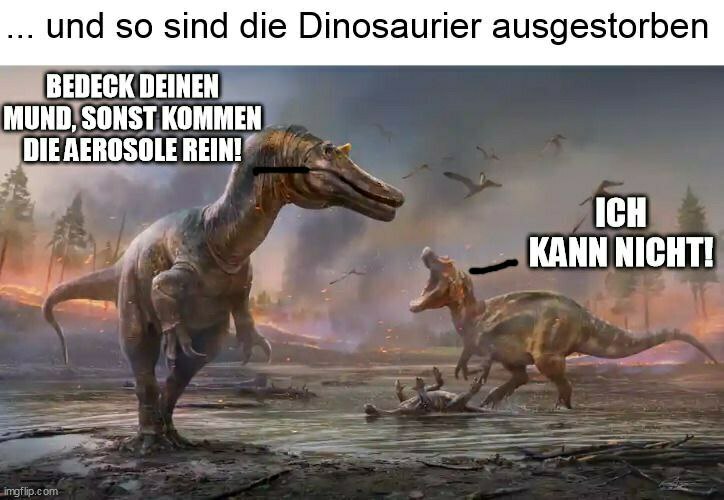 ... und so sind die Dinosaurier ausgestorben
BEDECK DEINEN
MUND, SONST KOMMEN
DIE AEROSOLE REIN!
ICH
KANN NICHT!
imgflip.com